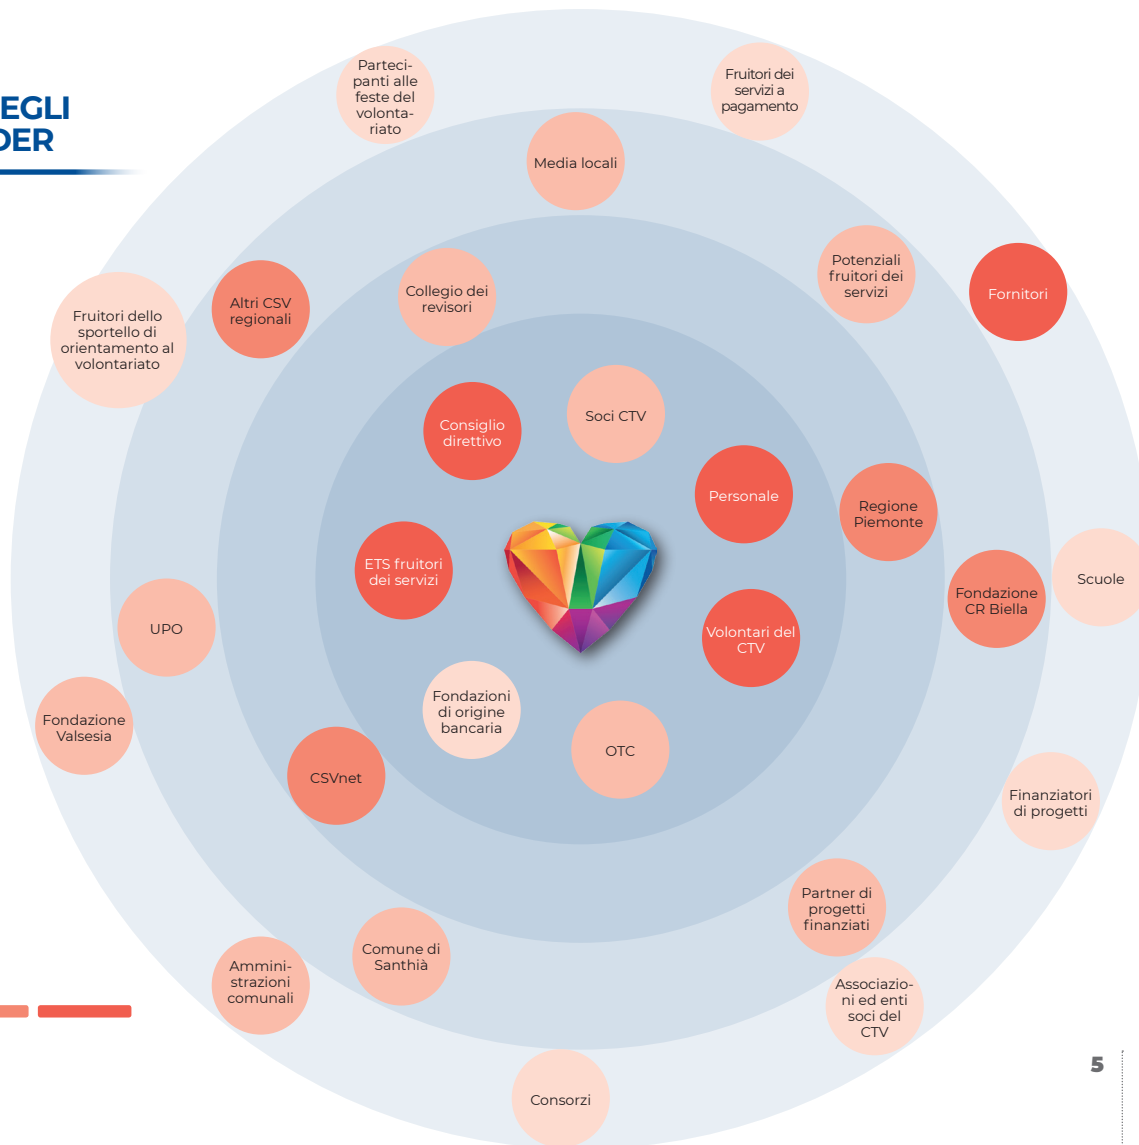 EGLI
DER
Parteci-
panti alle
feste del
volonta-
riato
Fruitori dei
servizi a
pagamento
Media locali
Potenziali
fruitori dei
servizi
Fornitori
Collegio dei
revisori
Altri CSV
regionali
Fruitori dello
sportello di
orientamento al
volontariato
Consiglio
direttivo
Soci CTV
Personale
Regione
Piemonte
ETS fruitori
dei servizi
Fondazione
CR Biella
Scuole
UPO
Volontari del
CTV
Fondazione
Valsesia
Fondazioni
di origine
bancaria
OTC
CSVnet
Finanziatori
di progetti
Partner di
progetti
finanziati
Comune di
Santhià
Ammini-
strazioni
comunali
Associazio-
ni ed enti
soci del
CTV
Consorzi
5